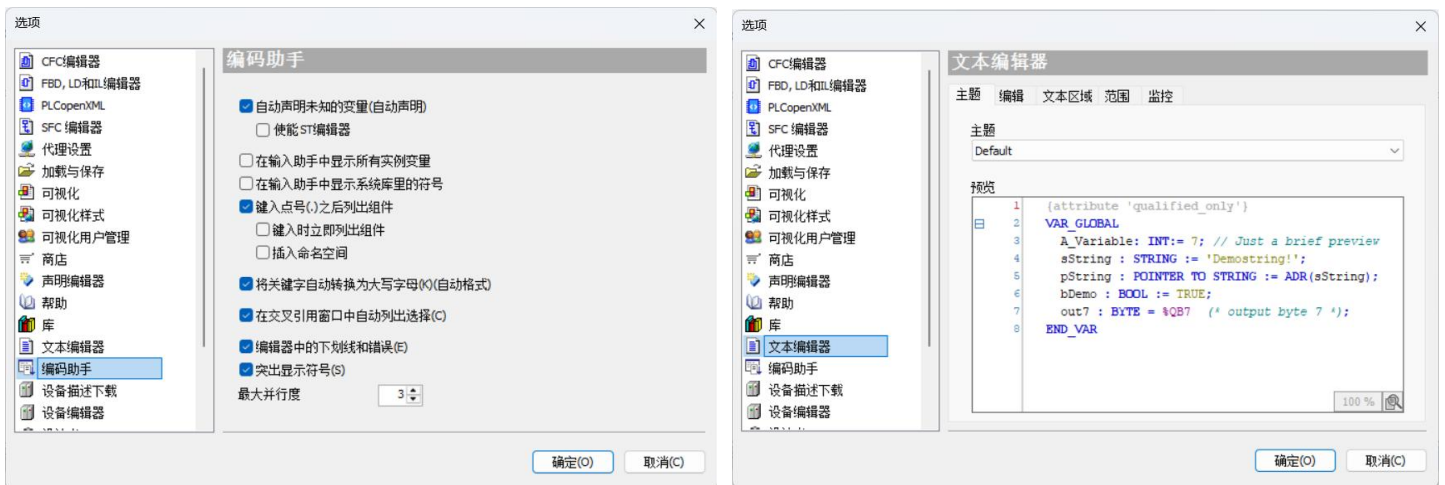 选项
CFC编辑器
FBD, LD和IL编辑器
PLCopenXML
SFC 编辑器
代理设置
加载与保存
可视化
可视化样式
可视化用户管理
商店
声明编辑器
帮助
库
文本编辑器
编码助手
设备描述下载
设备编辑器
编码助手
自动声明未知的变量(自动声明)
使能ST编辑器
在输入助手中显示所有实例变量
在输入助手中显示系统库里的符号
键入点号(.)之后列出组件
键入时立即列出组件
插入命名空间
将关键字自动转换为大写字母(K)(自动格式)
在交叉引用窗口中自动列出选择(C)
编辑器中的下划线和错误(E)
突出显示符号(S)
最大并行度 3
确定(O) 取消(C)
选项
CFC编辑器
FBD, LD和IL编辑器
PLCopenXML
SFC 编辑器
代理设置
加载与保存
可视化
可视化样式
可视化用户管理
商店
声明编辑器
帮助
库
文本编辑器
编码助手
设备描述下载
设备编辑器
文本编辑器
主题 编辑 文本区域 范围 监控
主题
Default
预览
1 {attribute 'qualified_only'}
2 VAR_GLOBAL
3 A_Variable: INT:= 7; // Just a brief preview
4 sString : STRING := 'Demostring!';
5 pString : POINTER TO STRING := ADR(sString);
6 bDemo : BOOL := TRUE;
7 out7 : BYTE = %QB7 (* output byte 7 *);
8 END_VAR
100 %
确定(O) 取消(C)